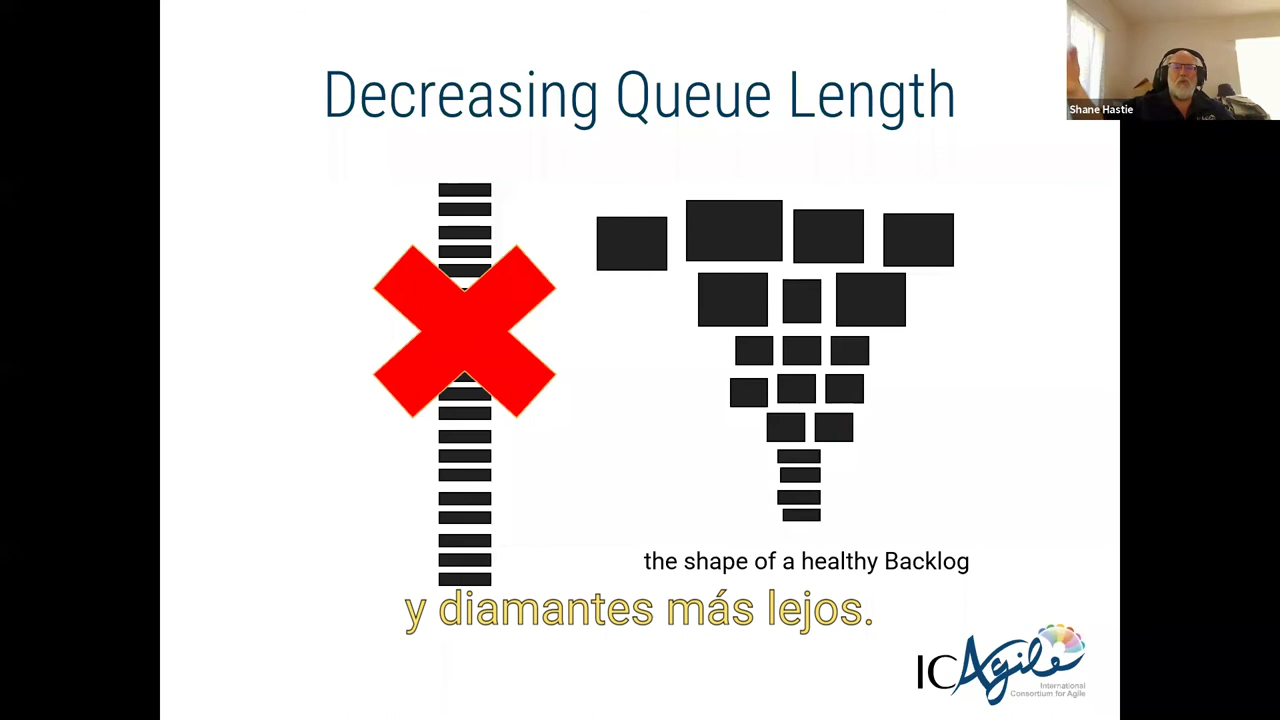 Decreasing Queue Length
Shane Hastie
the shape of a healthy Backlog
y diamantes más lejos.
ICAgile
International
Consortium for Agile